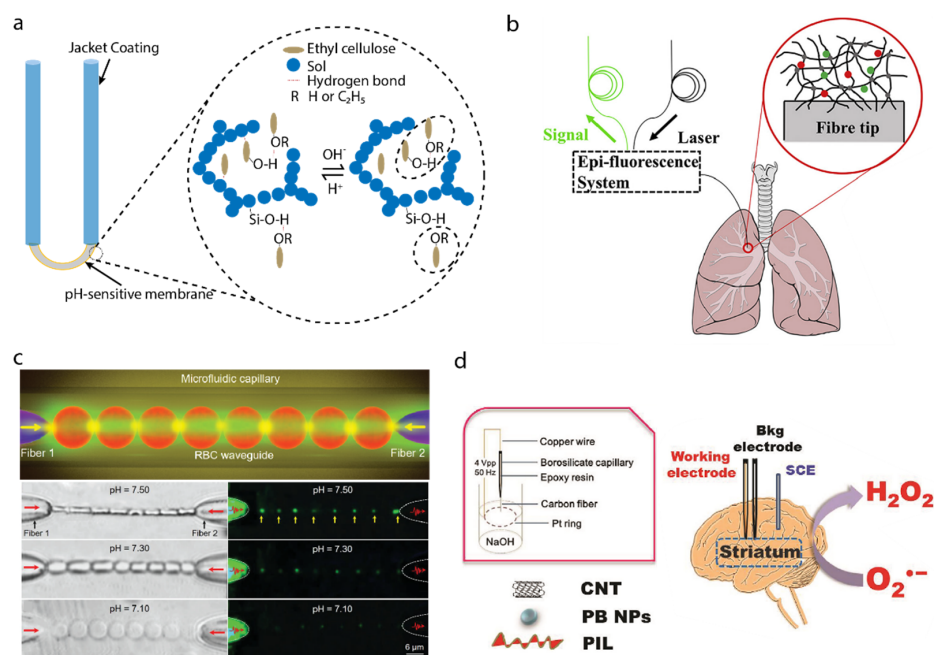 a
Jacket Coating
Ethyl cellulose
Sol
Hydrogen bond
R H or C₂H₅
OR
O-H
OH⁻
H⁺
OR
O-H
Si-O-H
OR
Si-O-H
OR
pH-sensitive membrane
b
Signal
Laser
Epi-fluorescence
System
Fibre tip
c
Microfluidic capillary
Fiber 1
RBC waveguide
Fiber 2
pH = 7.50
pH = 7.50
Fiber 1
Fiber 2
pH = 7.30
pH = 7.30
pH = 7.10
pH = 7.10
6 μm
d
Copper wire
4 Vpp
50 Hz
Borosilicate capillary
Epoxy resin
Carbon fiber
Pt ring
NaOH
CNT
PB NPs
PIL
Bkg
electrode
Working
electrode
SCE
Striatum
H₂O₂
O₂•−